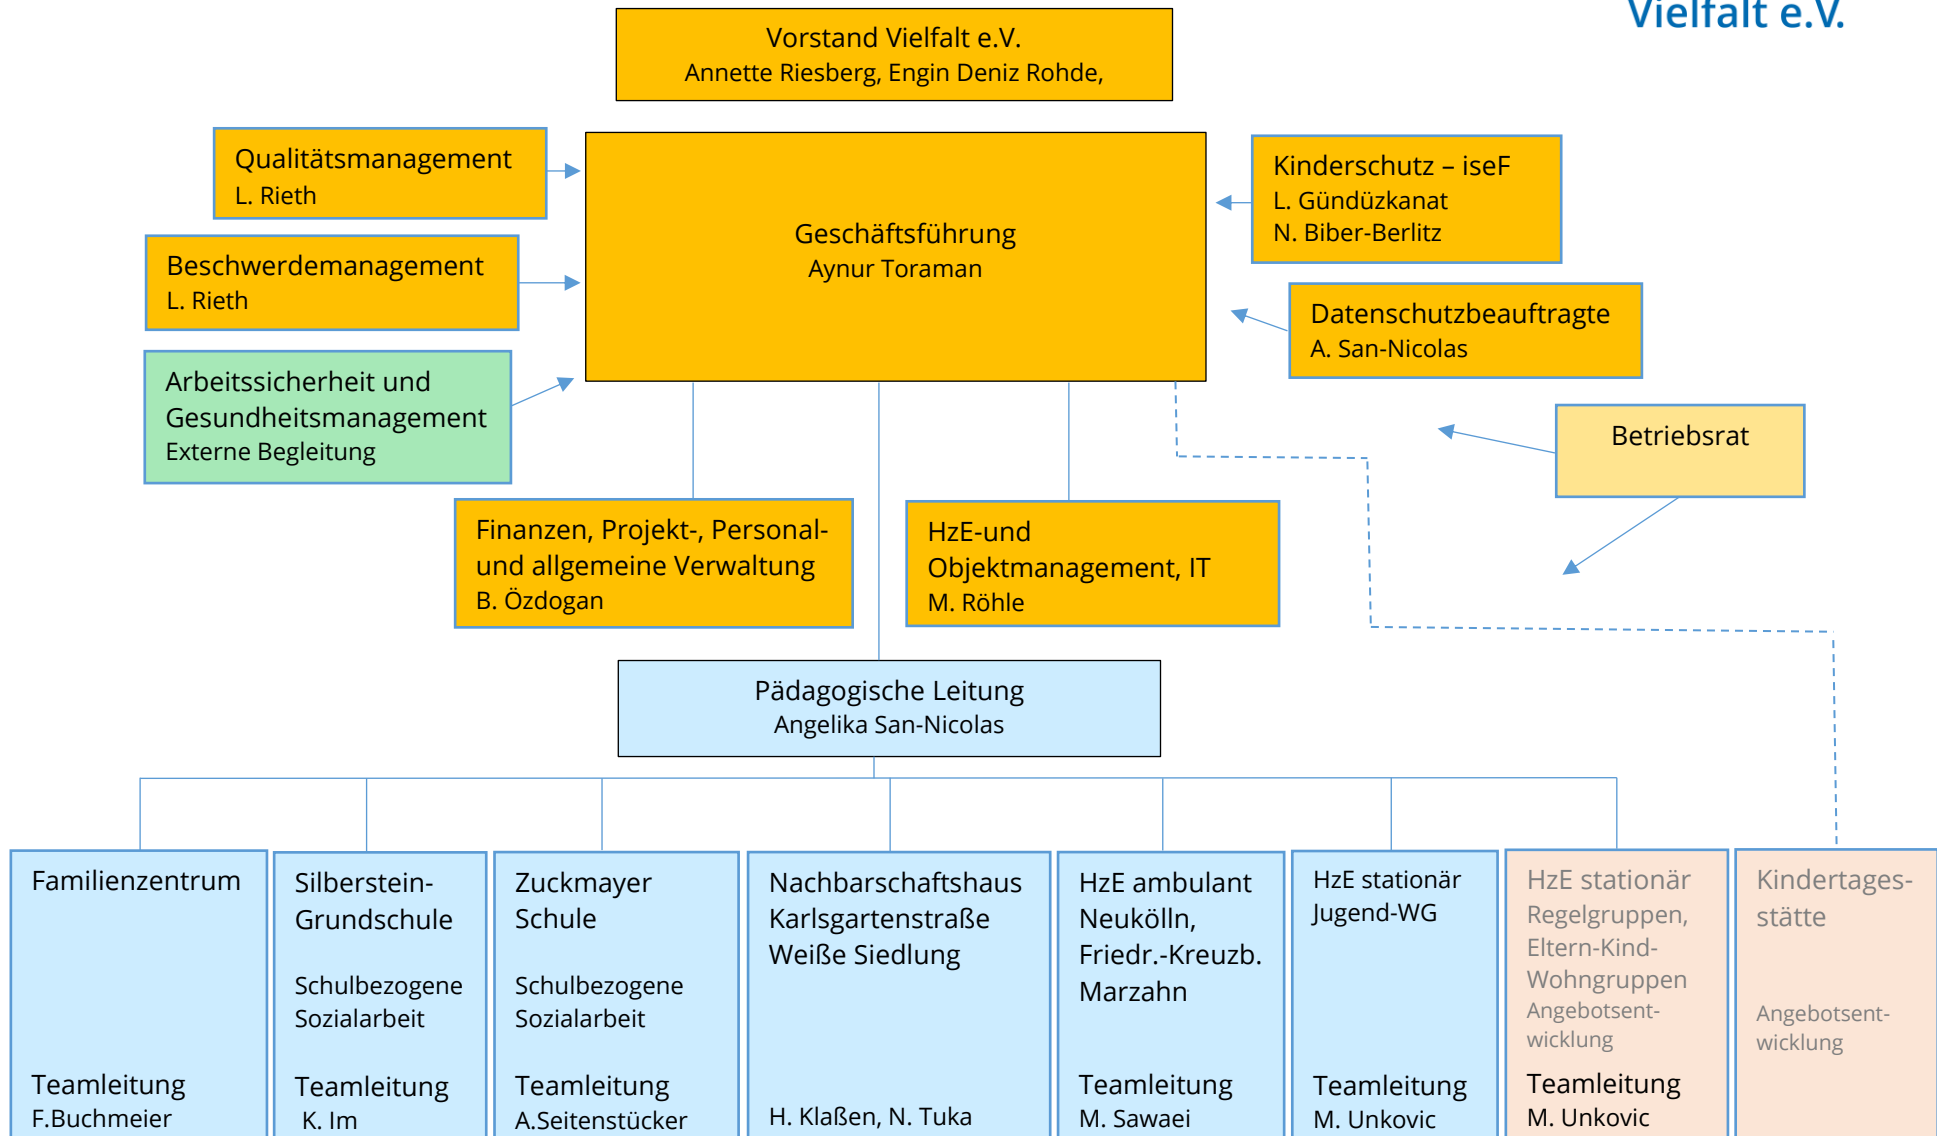 Vielfalt e.V.
Vorstand Vielfalt e.V.
Annette Riesberg, Engin Deniz Rohde,
Qualitätsmanagement
L. Rieth
Geschäftsführung
Aynur Toraman
Kinderschutz – iseF
L. Gündüzkanat
N. Biber-Berlitz
Beschwerdemanagement
L. Rieth
Datenschutzbeauftragte
A. San-Nicolas
Arbeitssicherheit und
Gesundheitsmanagement
Externe Begleitung
Betriebsrat
Finanzen, Projekt-, Personal-
und allgemeine Verwaltung
B. Özdogan
HzE-und
Objektmanagement, IT
M. Röhle
Pädagogische Leitung
Angelika San-Nicolas
Familienzentrum
Teamleitung
F.Buchmeier
Silberstein-
Grundschule
Schulbezogene
Sozialarbeit
Teamleitung
K. Im
Zuckmayer
Schule
Schulbezogene
Sozialarbeit
Teamleitung
A.Seitenstücker
Nachbarschaftshaus
Karlsgartenstraße
Weiße Siedlung
H. Klaßen, N. Tuka
HzE ambulant
Neukölln,
Friedr.-Kreuzb.
Marzahn
Teamleitung
M. Sawaei
HzE stationär
Jugend-WG
Teamleitung
M. Unkovic
HzE stationär
Regelgruppen,
Eltern-Kind-
Wohngruppen
Angebotsent-
wicklung
Teamleitung
M. Unkovic
Kindertages-
stätte
Angebotsent-
wicklung